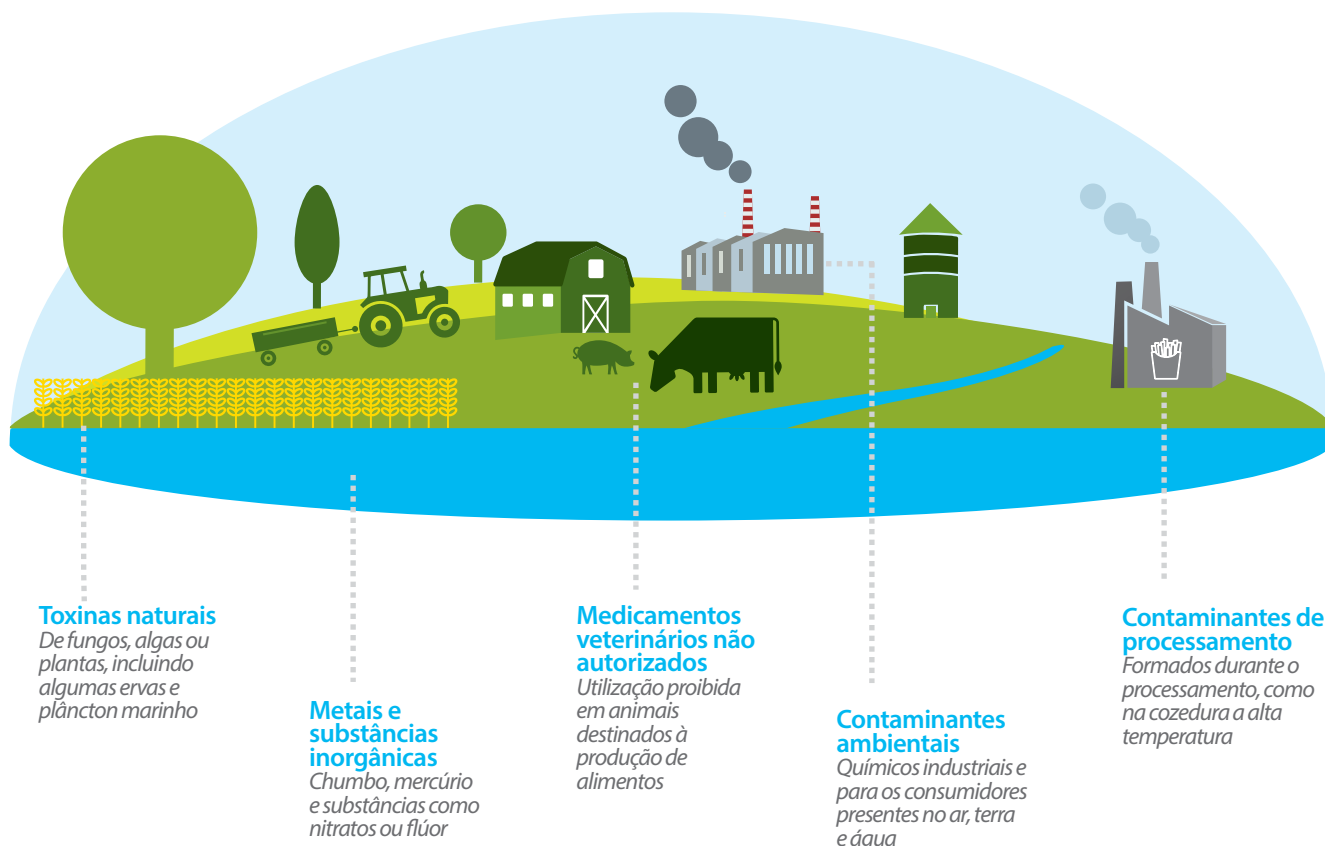 Toxinas naturais
De fungos, algas ou
plantas, incluindo
algumas ervas e
plâncton marinho
Metais e
substâncias
inorgânicas
Chumbo, mercúrio
e substâncias como
nitratos ou flúor
Medicamentos
veterinários não
autorizados
Utilização proibida
em animais
destinados à
produção de
alimentos
Contaminantes
ambientais
Químicos industriais e
para os consumidores
presentes no ar, terra
e água
Contaminantes de
processamento
Formados durante o
processamento, como
na cozedura a alta
temperatura